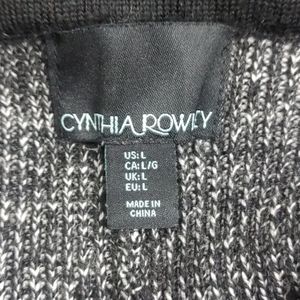 CYNTHIA ROWLEY
US: L
CA: L/G
UK: L
EU: L
MADE IN
CHINA